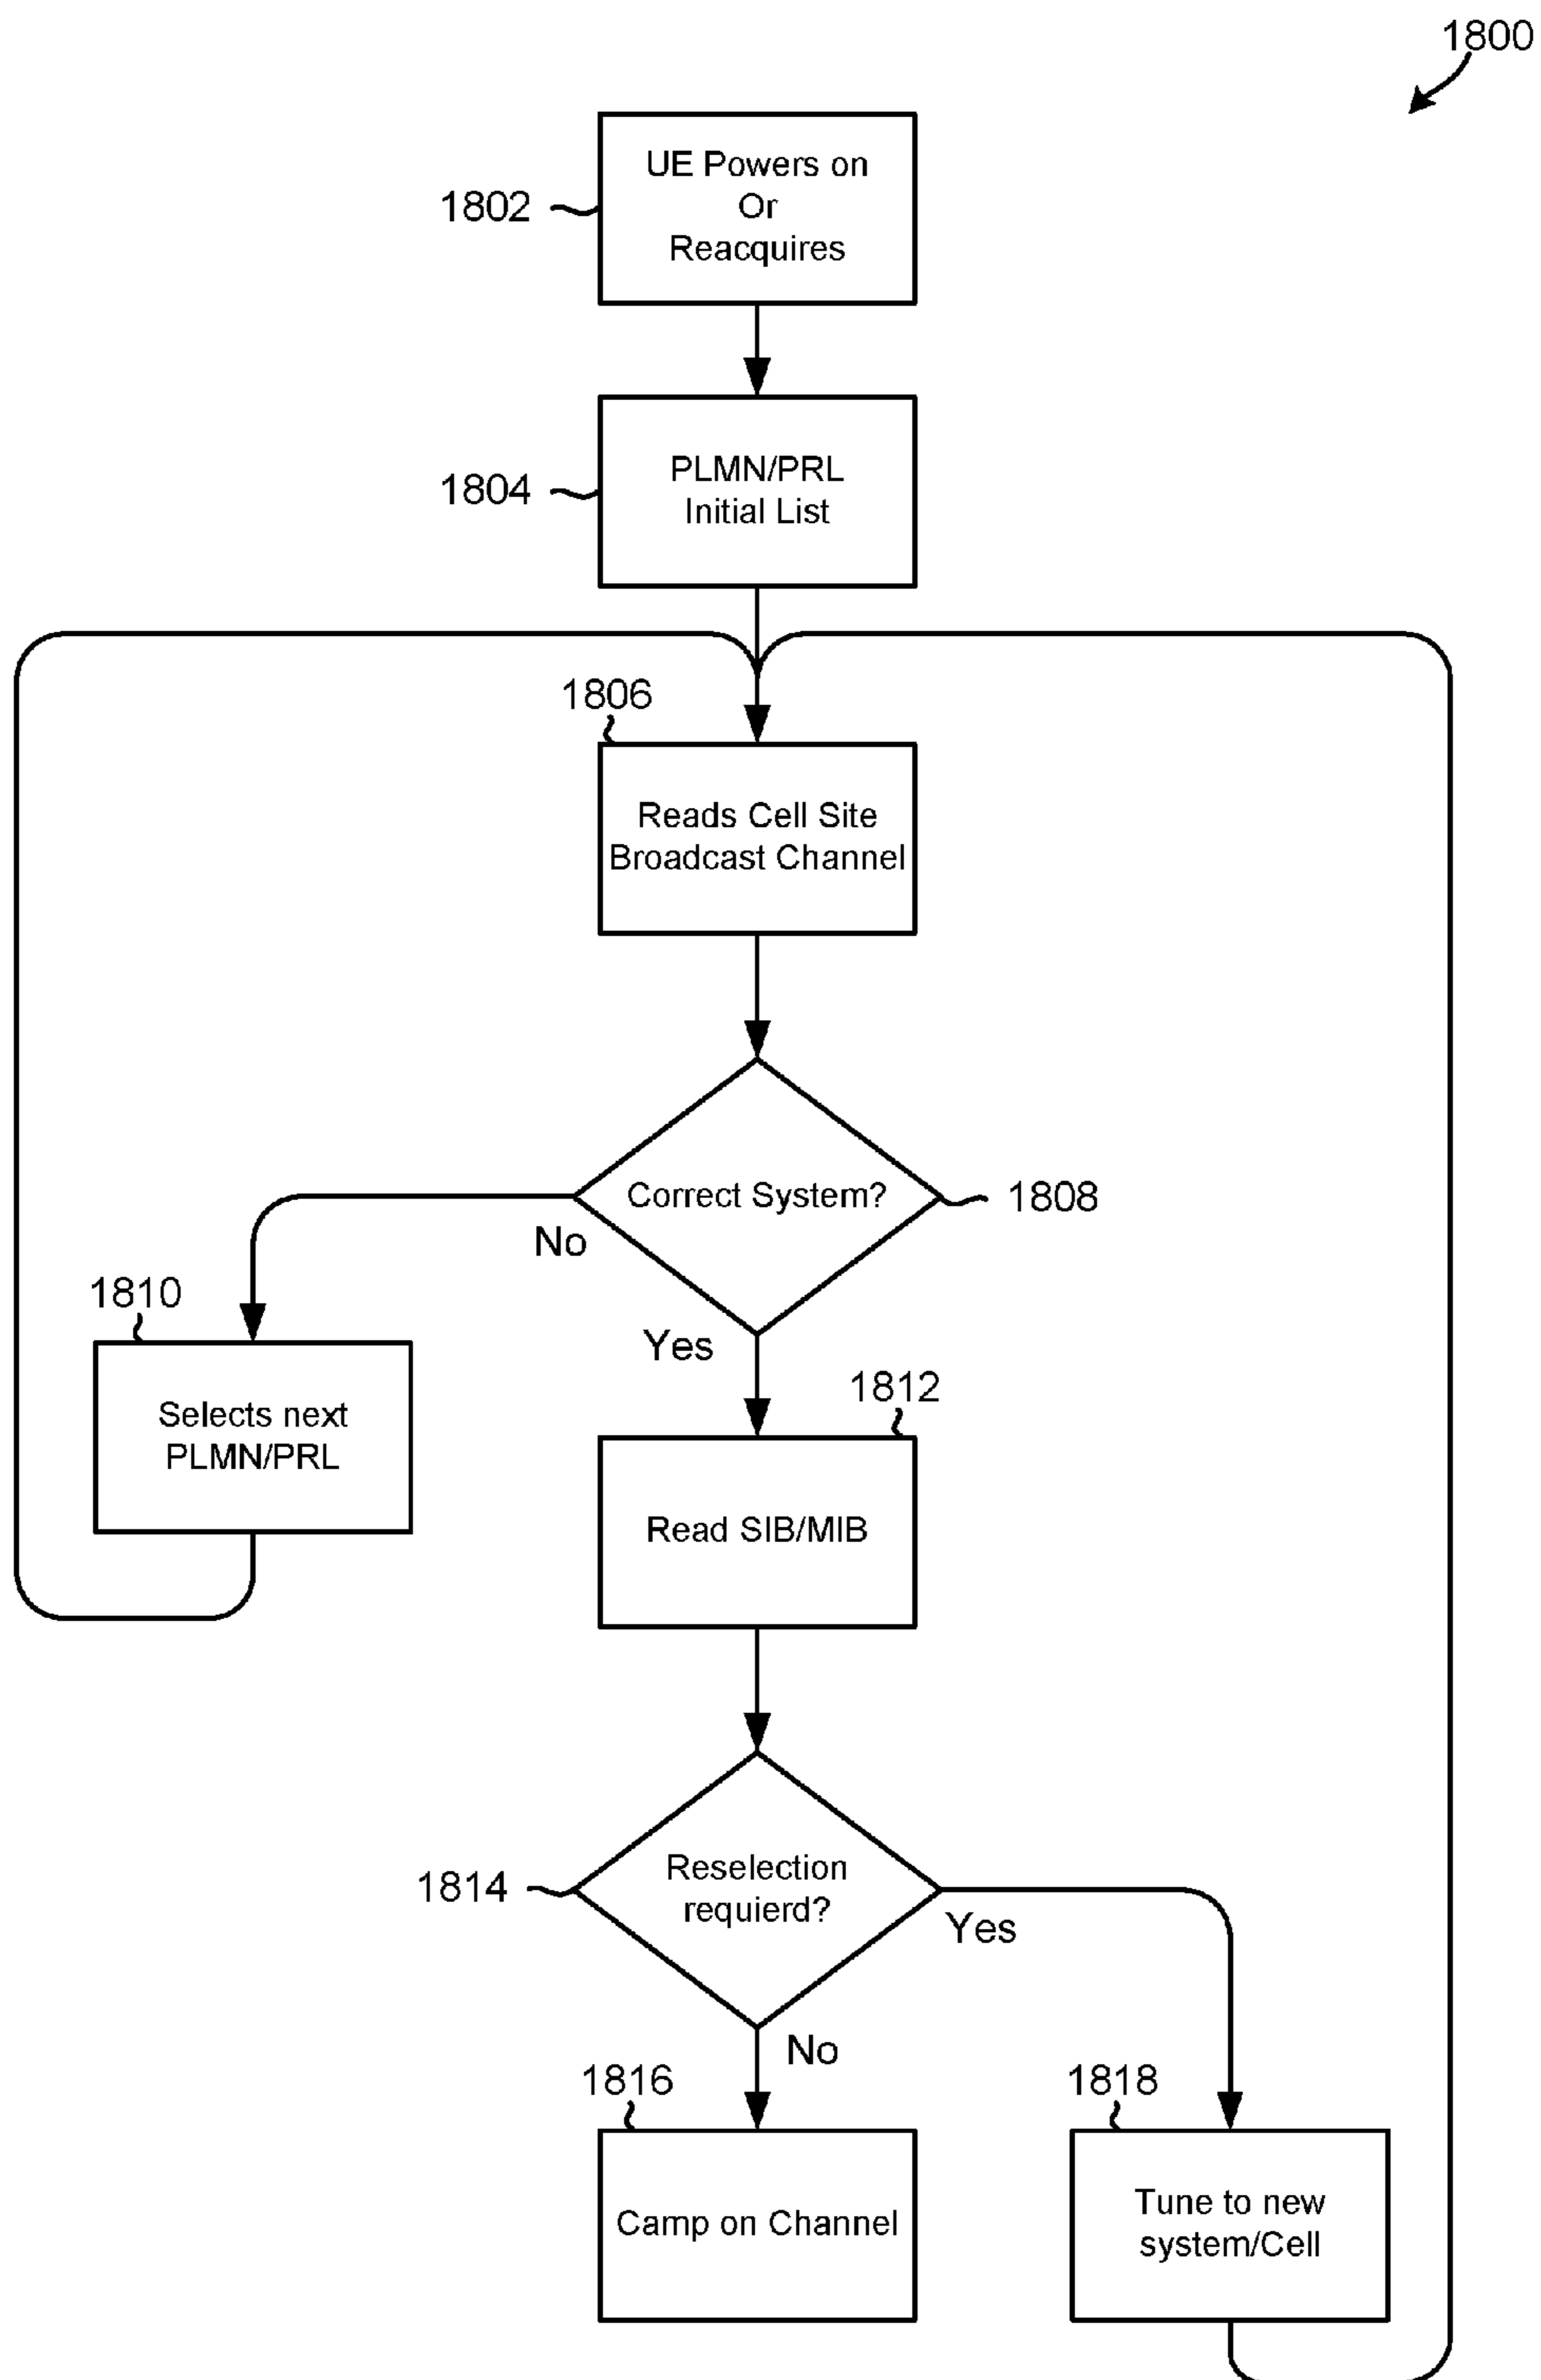 1800
1802
UE Powers on
Or
Reacquires
1804
PLMN/PRL
Initial List
1806
Reads Cell Site
Broadcast Channel
Correct System?
1808
No
Yes
1810
Selects next
PLMN/PRL
1812
Read SIB/MIB
1814
Reselection
requierd?
Yes
No
1816
Camp on Channel
1818
Tune to new
system/Cell